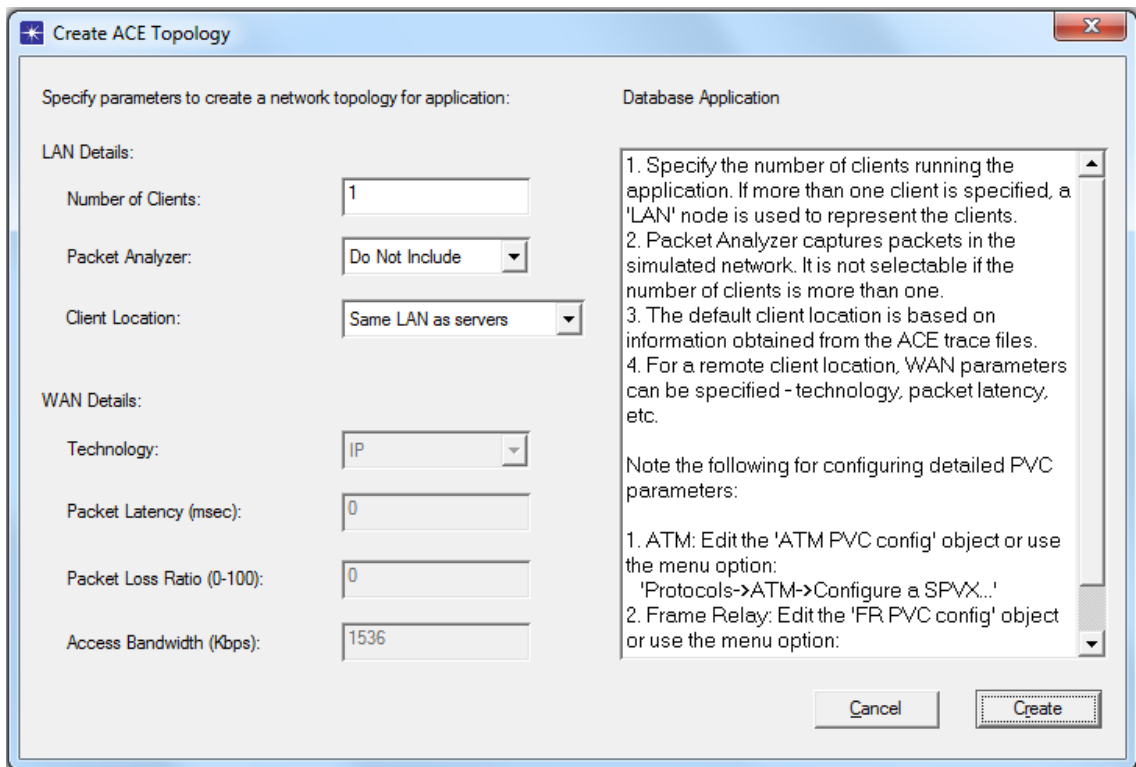 Create ACE Topology
Specify parameters to create a network topology for application:
LAN Details:
Number of Clients:
1
Packet Analyzer:
Do Not Include
Client Location:
Same LAN as servers
WAN Details:
Technology:
IP
Packet Latency (msec):
0
Packet Loss Ratio (0-100):
0
Access Bandwidth (Kbps):
1536
Database Application
1. Specify the number of clients running the
application. If more than one client is specified, a
'LAN' node is used to represent the clients.
2. Packet Analyzer captures packets in the
simulated network. It is not selectable if the
number of clients is more than one.
3. The default client location is based on
information obtained from the ACE trace files.
4. For a remote client location, WAN parameters
can be specified - technology, packet latency,
etc.
Note the following for configuring detailed PVC
parameters:
1. ATM: Edit the 'ATM PVC config' object or use
the menu option:
'Protocols->ATM->Configure a SPVX...'
2. Frame Relay: Edit the 'FR PVC config' object
or use the menu option:
Cancel
Create